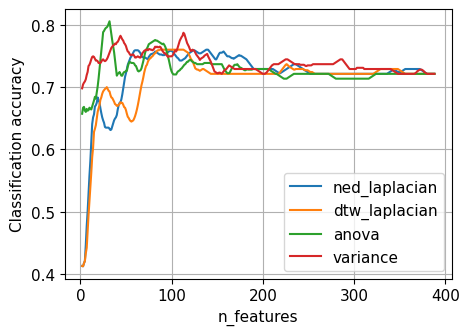 0.8
0.7
0.6
0.5
0.4
Classification accuracy
ned_laplacian
dtw_laplacian
anova
variance
0 100 200 300 400
n_features